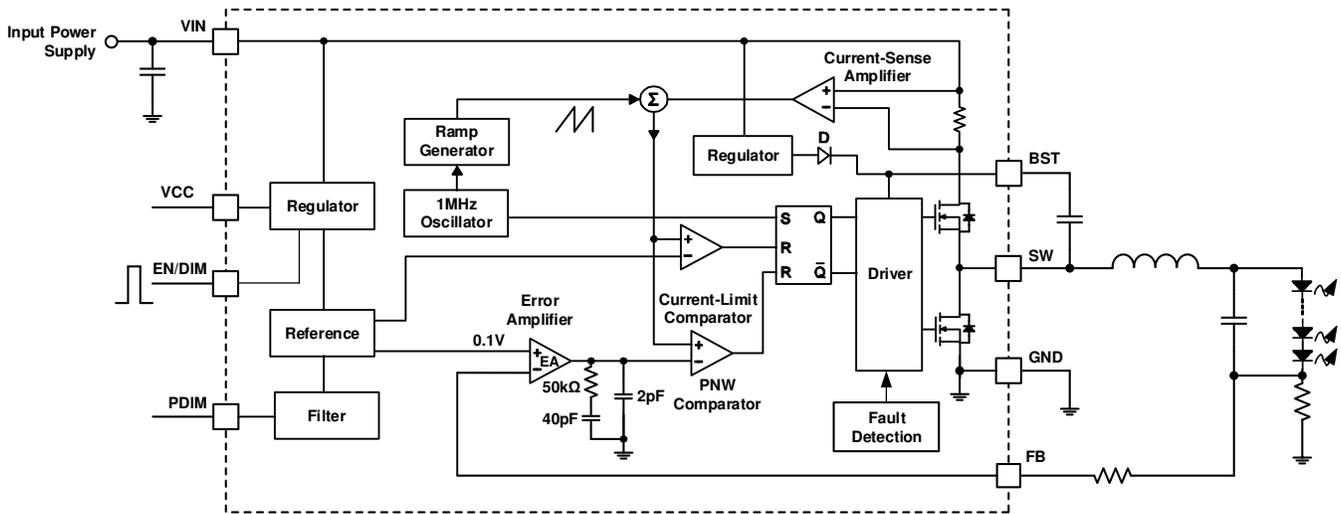 Input Power
Supply
VIN
Current-Sense
Amplifier
+
−
Σ
Ramp
Generator
D
Regulator
BST
VCC
Regulator
1MHz
Oscillator
S
Q
R
R
Q̅
+
−
SW
EN/DIM
Driver
Error
Amplifier
Current-Limit
Comparator
Reference
0.1V
+
−
EA
+
−
GND
50kΩ
2pF
PNW
Comparator
PDIM
Filter
40pF
Fault
Detection
FB